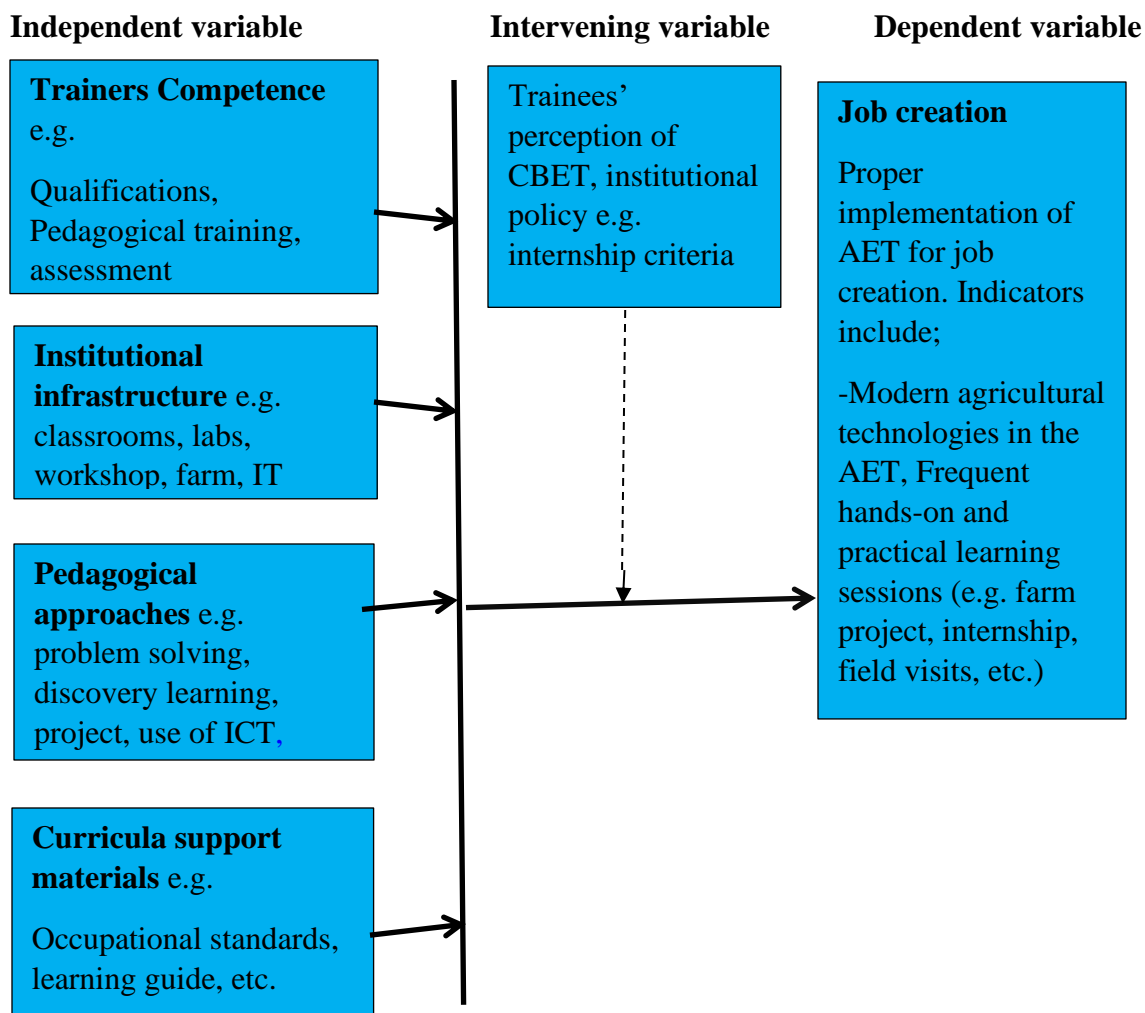 Independent variable
Intervening variable
Dependent variable
Trainers Competence
e.g.
Qualifications,
Pedagogical training,
assessment
Institutional
infrastructure e.g.
classrooms, labs,
workshop, farm, IT
Pedagogical
approaches e.g.
problem solving,
discovery learning,
project, use of ICT,
Curricula support
materials e.g.
Occupational standards,
learning guide, etc.
Trainees’
perception of
CBET, institutional
policy e.g.
internship criteria
Job creation
Proper
implementation of
AET for job
creation. Indicators
include;
-Modern agricultural
technologies in the
AET, Frequent
hands-on and
practical learning
sessions (e.g. farm
project, internship,
field visits, etc.)